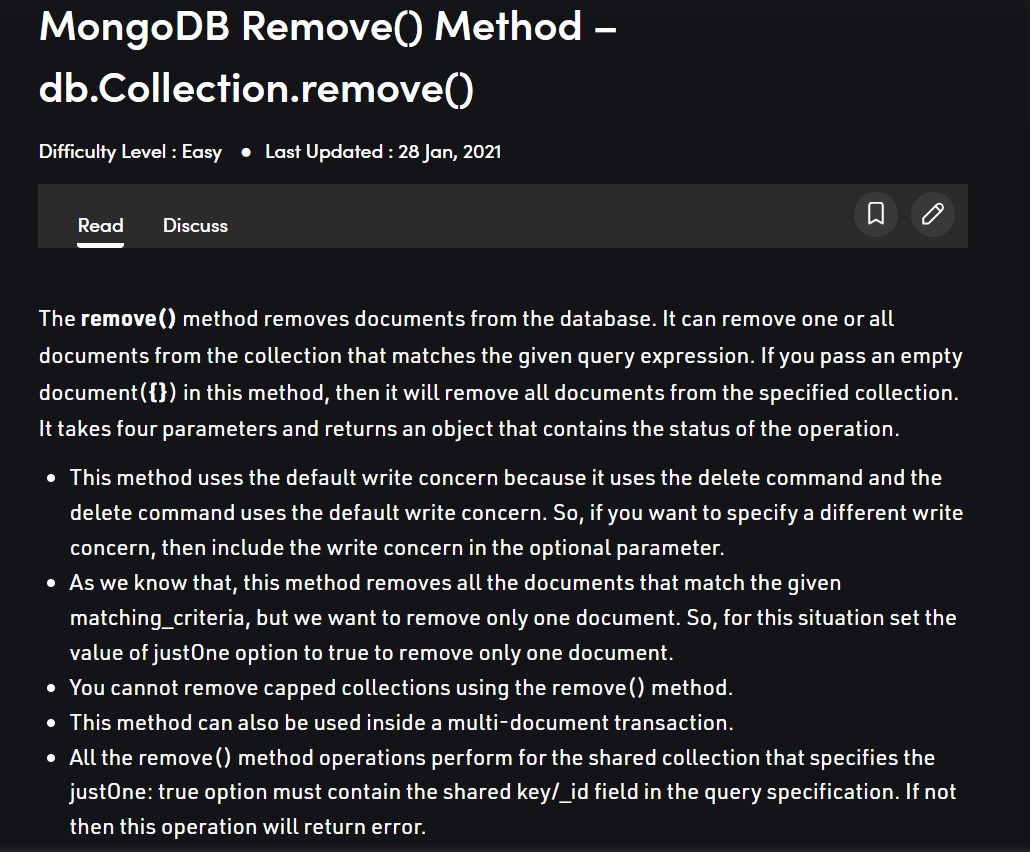 MongoDB Remove() Method –
db.Collection.remove()
Difficulty Level : Easy ● Last Updated : 28 Jan, 2021
Read Discuss
The remove() method removes documents from the database. It can remove one or all
documents from the collection that matches the given query expression. If you pass an empty
document({}) in this method, then it will remove all documents from the specified collection.
It takes four parameters and returns an object that contains the status of the operation.
• This method uses the default write concern because it uses the delete command and the
delete command uses the default write concern. So, if you want to specify a different write
concern, then include the write concern in the optional parameter.
• As we know that, this method removes all the documents that match the given
matching_criteria, but we want to remove only one document. So, for this situation set the
value of justOne option to true to remove only one document.
• You cannot remove capped collections using the remove() method.
• This method can also be used inside a multi-document transaction.
• All the remove() method operations perform for the shared collection that specifies the
justOne: true option must contain the shared key/_id field in the query specification. If not
then this operation will return error.